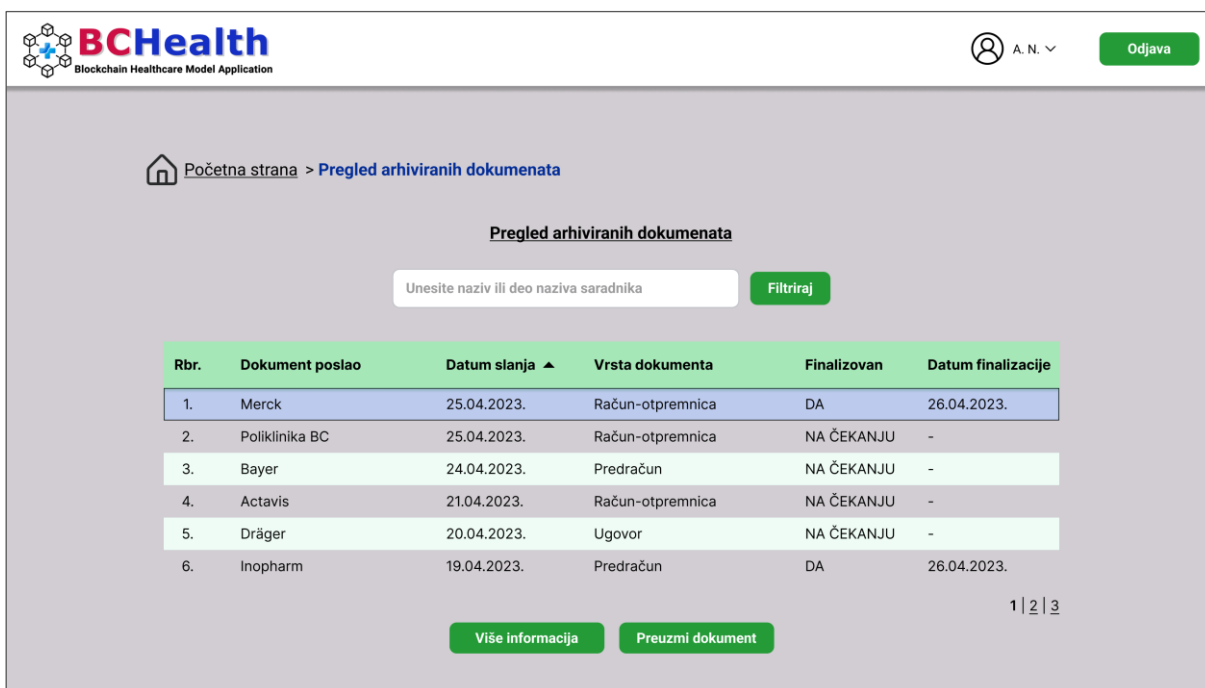 BCHealth
Blockchain Healthcare Model Application
A. N.
Odjava
Početna strana > Pregled arhiviranih dokumenata
Pregled arhiviranih dokumenata
Unesite naziv ili deo naziva saradnika
Filtriraj
Rbr. Dokument poslao Datum slanja Vrsta dokumenta Finalizovan Datum finalizacije
1. Merck 25.04.2023. Račun-otpremnica DA 26.04.2023.
2. Poliklinika BC 25.04.2023. Račun-otpremnica NA ČEKANJU -
3. Bayer 24.04.2023. Predračun NA ČEKANJU -
4. Actavis 21.04.2023. Račun-otpremnica NA ČEKANJU -
5. Dräger 20.04.2023. Ugovor NA ČEKANJU -
6. Inopharm 19.04.2023. Predračun DA 26.04.2023.
1 | 2 | 3
Više informacija Preuzmi dokument